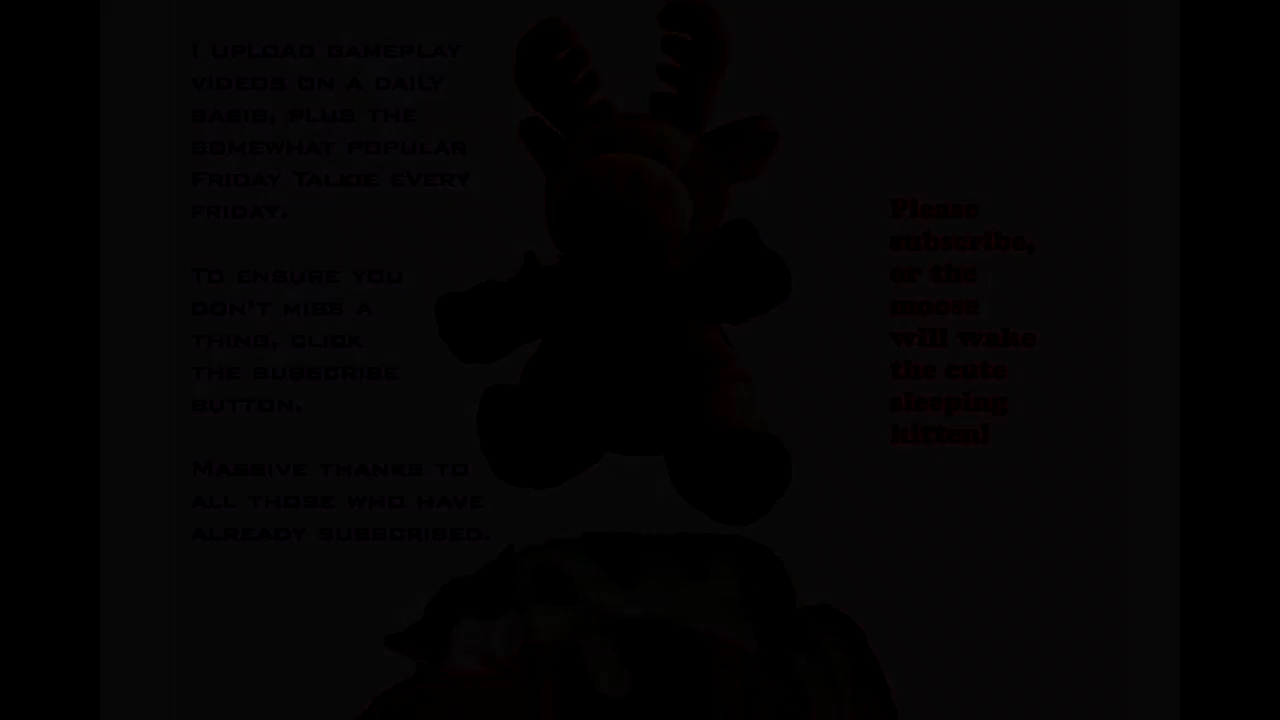 I upload gameplay
videos on a daily
basis, plus the
somewhat popular
Friday Talkie every
Friday.
To ensure you
don't miss a
thing, click
the subscribe
button.
Massive thanks to
all those who have
already subscribed.
Please
subscribe,
or the
moose
will wake
the cute
sleeping
kitten!